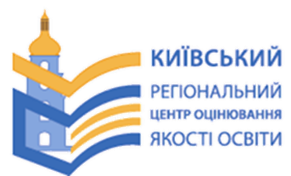 КИЇВСЬКИЙ
РЕГІОНАЛЬНИЙ
ЦЕНТР ОЦІНЮВАННЯ
ЯКОСТІ ОСВІТИ